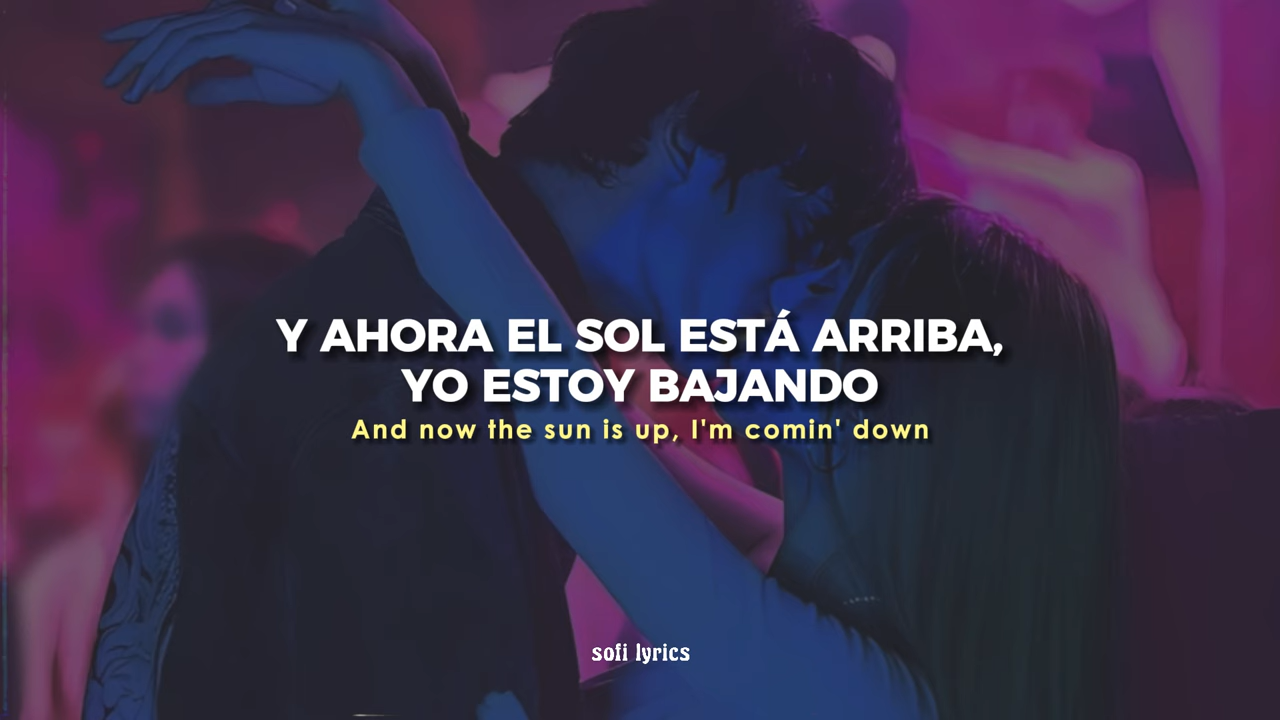 Y AHORA EL SOL ESTÁ ARRIBA,
YO ESTOY BAJANDO
And now the sun is up, I'm comin' down
sofi lyrics